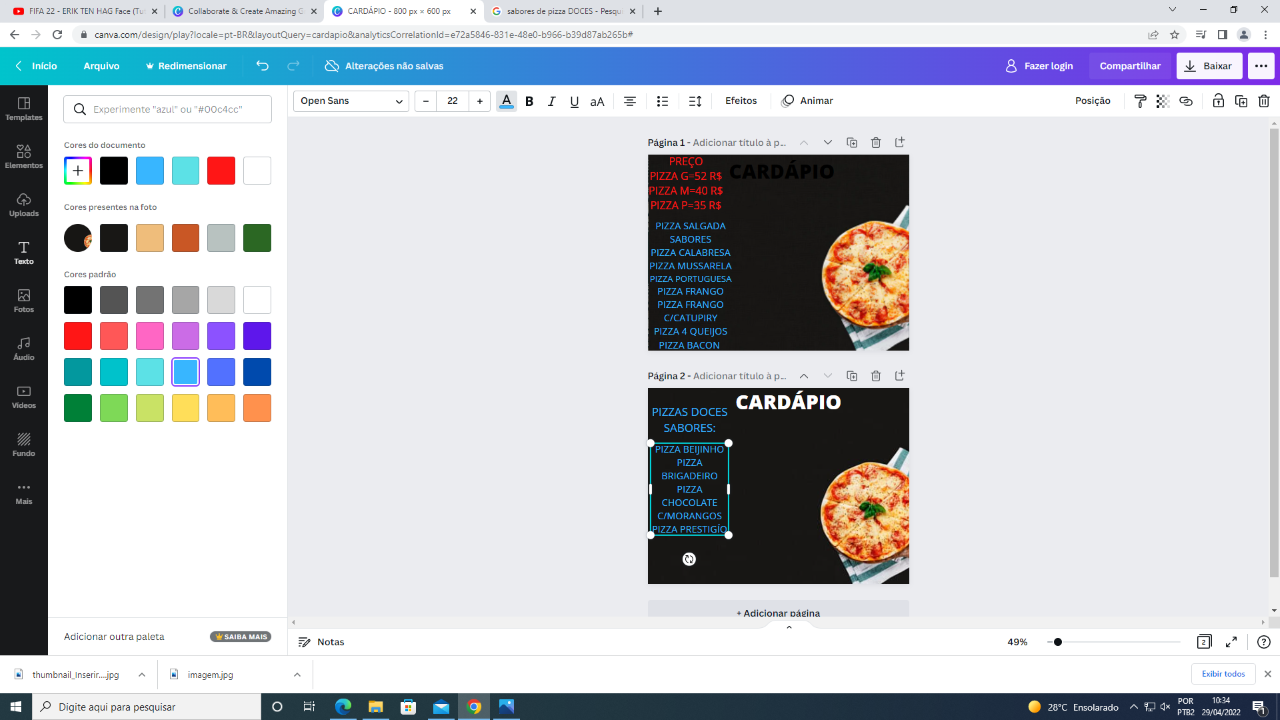 FIFA 22 - ERIK TEN HAG Face (Tu
Collaborate & Create Amazing G
CARDÁPIO - 800 px × 600 px
sabores de pizza DOCES - Pesqu
canva.com/design/play?locale=pt-BR&layoutQuery=cardapio&analyticsCorrelationId=e72a5846-831e-48e0-b966-b39d87ab265b#
Início
Arquivo
Redimensionar
Alterações não salvas
Fazer login
Compartilhar
Baixar
Templates
Elementos
Uploads
Texto
Fotos
Áudio
Vídeos
Fundo
Mais
Experimente "azul" ou "#00c4cc"
Cores do documento
Cores presentes na foto
Cores padrão
Adicionar outra paleta
SAIBA MAIS
Open Sans
– 22 +
A B I U aA
Efeitos
Animar
Posição
Página 1 - Adicionar título à p...
CARDÁPIO
PREÇO
PIZZA G=52 R$
PIZZA M=40 R$
PIZZA P=35 R$
PIZZA SALGADA
SABORES
PIZZA CALABRESA
PIZZA MUSSARELA
PIZZA PORTUGUESA
PIZZA FRANGO
PIZZA FRANGO
C/CATUPIRY
PIZZA 4 QUEIJOS
PIZZA BACON
Página 2 - Adicionar título à p...
CARDÁPIO
PIZZAS DOCES
SABORES:
PIZZA BEIJINHO
PIZZA
BRIGADEIRO
PIZZA
CHOCOLATE
C/MORANGOS
PIZZA PRESTIGÍO
+ Adicionar página
Notas
49%
2
thumbnail_Inserir....jpg
imagem.jpg
Exibir todos
Digite aqui para pesquisar
28°C Ensolarado
POR
PTB2
10:34
29/04/2022
1